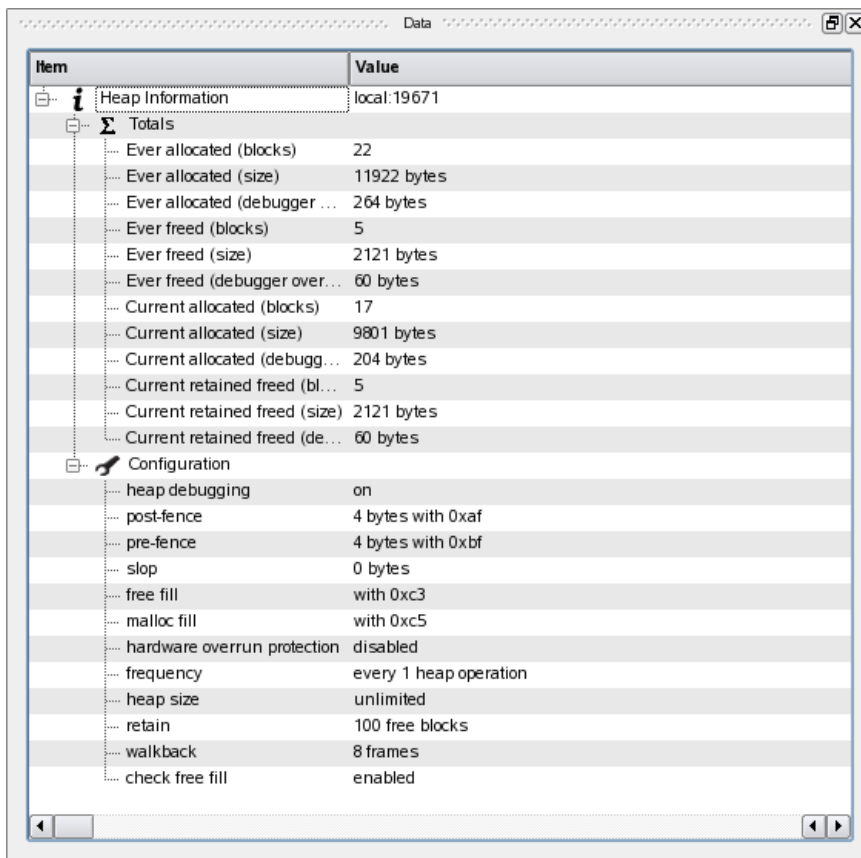 Data
Item Value
Heap Information local:19671
Totals
Ever allocated (blocks) 22
Ever allocated (size) 11922 bytes
Ever allocated (debugger ... 264 bytes
Ever freed (blocks) 5
Ever freed (size) 2121 bytes
Ever freed (debugger over... 60 bytes
Current allocated (blocks) 17
Current allocated (size) 9801 bytes
Current allocated (debugg... 204 bytes
Current retained freed (bl... 5
Current retained freed (size) 2121 bytes
Current retained freed (de... 60 bytes
Configuration
heap debugging on
post-fence 4 bytes with 0xaf
pre-fence 4 bytes with 0xbf
slop 0 bytes
free fill with 0xc3
malloc fill with 0xc5
hardware overrun protection disabled
frequency every 1 heap operation
heap size unlimited
retain 100 free blocks
walkback 8 frames
check free fill enabled